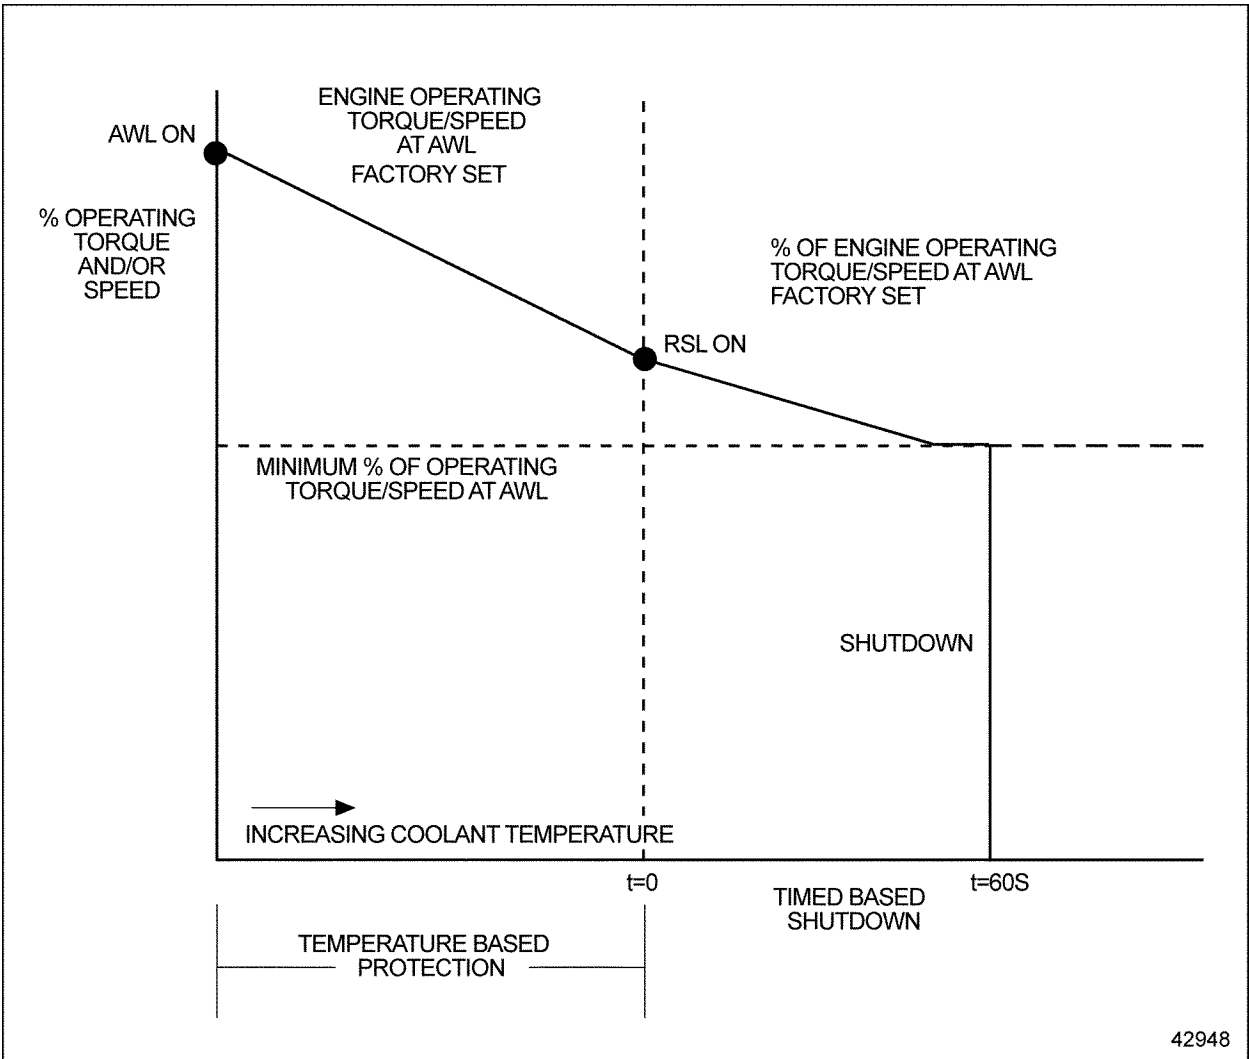 ENGINE OPERATING
TORQUE/SPEED
AT AWL
FACTORY SET
AWL ON
% OPERATING
TORQUE
AND/OR
SPEED
% OF ENGINE OPERATING
TORQUE/SPEED AT AWL
FACTORY SET
RSL ON
MINIMUM % OF OPERATING
TORQUE/SPEED AT AWL
SHUTDOWN
INCREASING COOLANT TEMPERATURE
t=0
t=60S
TIMED BASED
SHUTDOWN
TEMPERATURE BASED
PROTECTION
42948